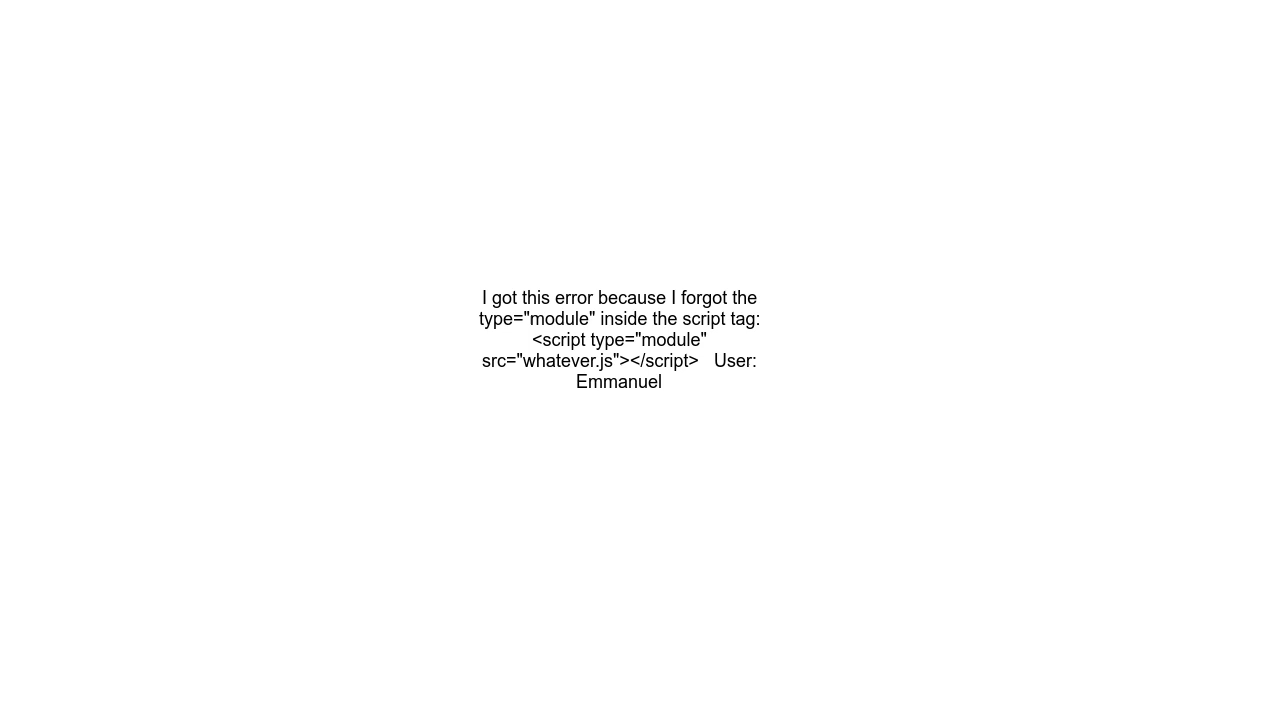 I got this error because I forgot the
type="module" inside the script tag:
<script type="module"
src="whatever.js"></script>   User:
Emmanuel